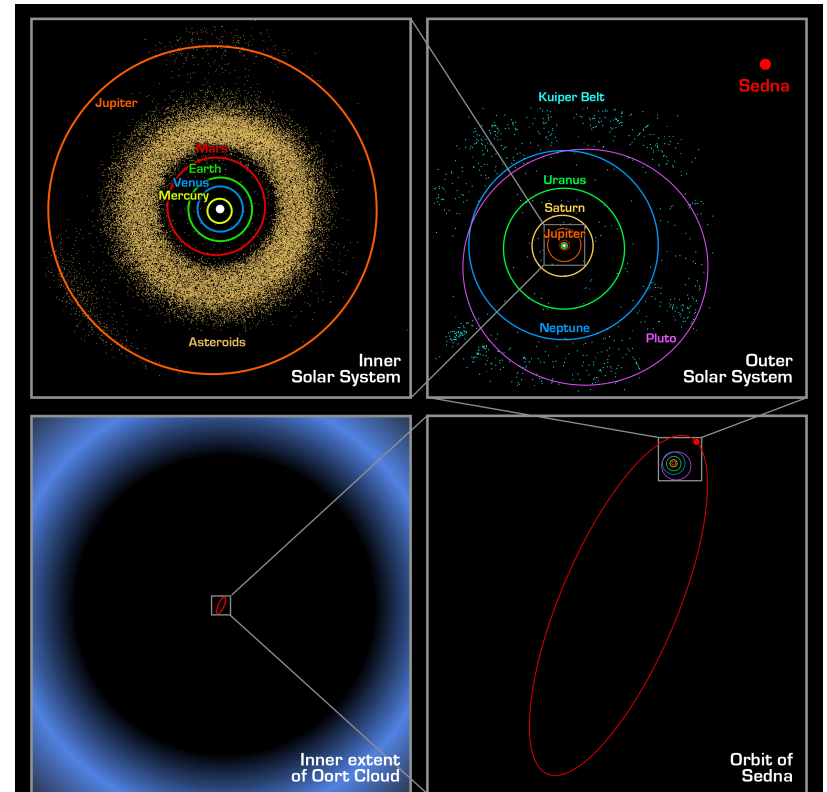 Jupiter
Mars
Earth
Venus
Mercury
Asteroids
Inner
Solar System
Sedna
Kuiper Belt
Uranus
Saturn
Jupiter
Neptune
Pluto
Outer
Solar System
Inner extent
of Oort Cloud
Orbit of
Sedna